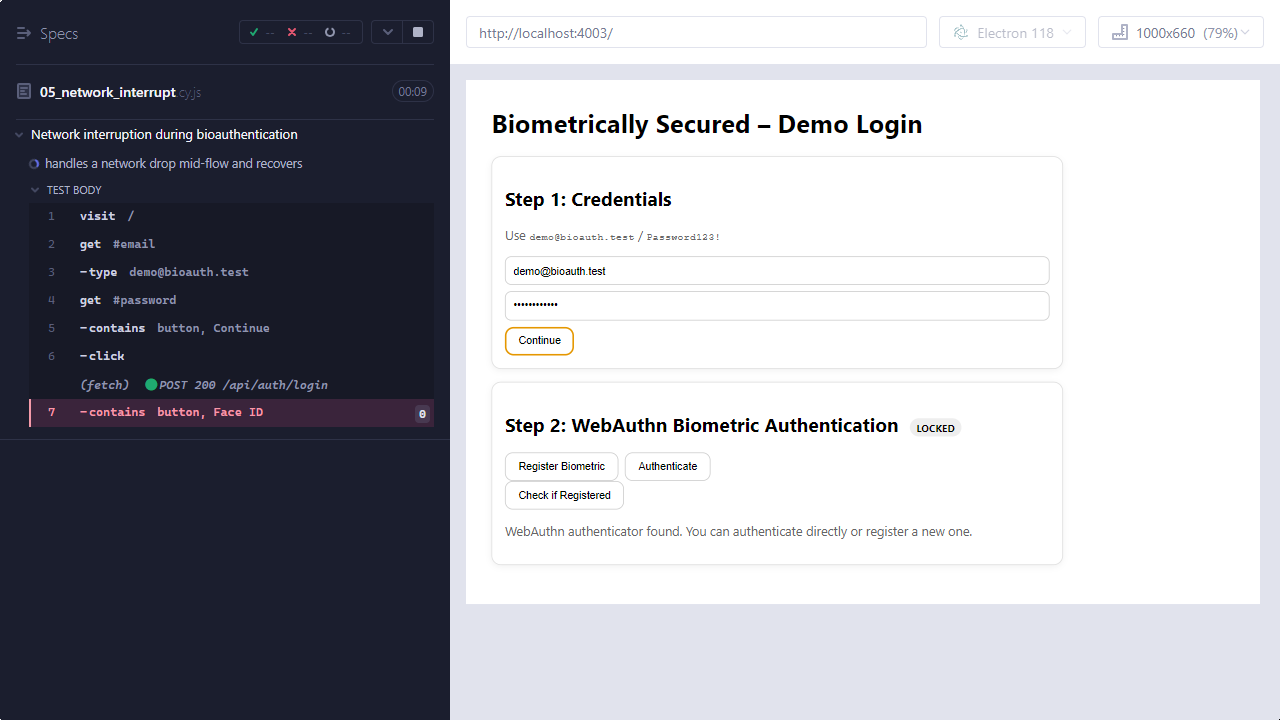 Specs
-- -- --
05_network_interrupt.cy.js
00:09
Network interruption during bioauthentication
handles a network drop mid-flow and recovers
TEST BODY
1 visit /
2 get #email
3 -type demo@bioauth.test
4 get #password
5 -contains button, Continue
6 -click
(fetch) POST 200 /api/auth/login
7 -contains button, Face ID 0
http://localhost:4003/
Electron 118
1000x660 (79%)
Biometrically Secured – Demo Login
Step 1: Credentials
Use demo@bioauth.test / Password123!
demo@bioauth.test
••••••••••••
Continue
Step 2: WebAuthn Biometric Authentication LOCKED
Register Biometric Authenticate
Check if Registered
WebAuthn authenticator found. You can authenticate directly or register a new one.